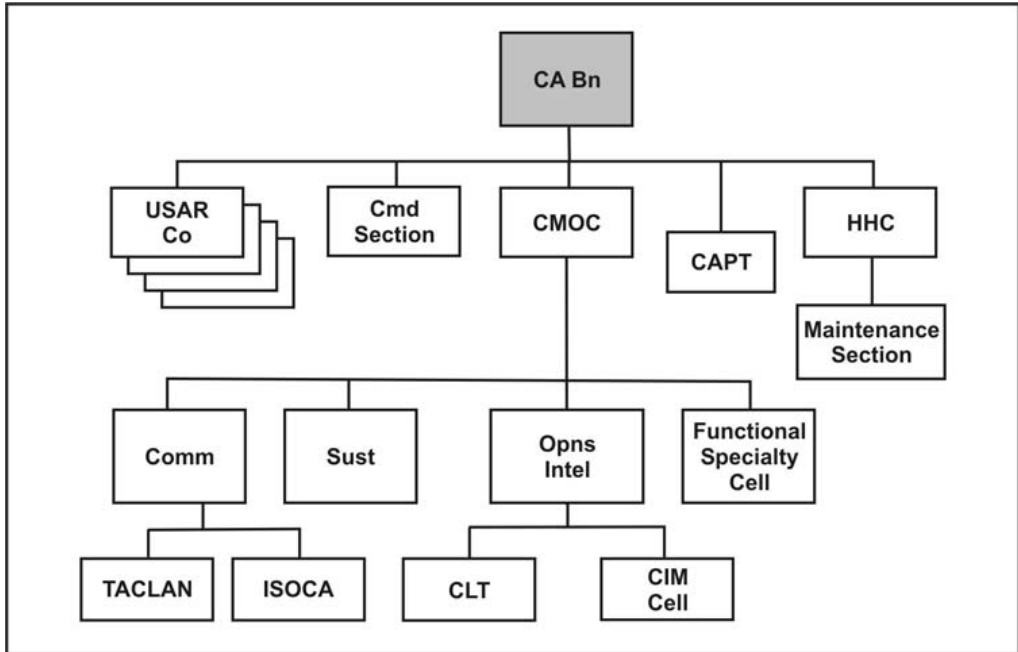 CA Bn
USAR
Co
Cmd
Section
CMOC
CAPT
HHC
Maintenance
Section
Comm
Sust
Opns
Intel
Functional
Specialty
Cell
TACLAN
ISOCA
CLT
CIM
Cell